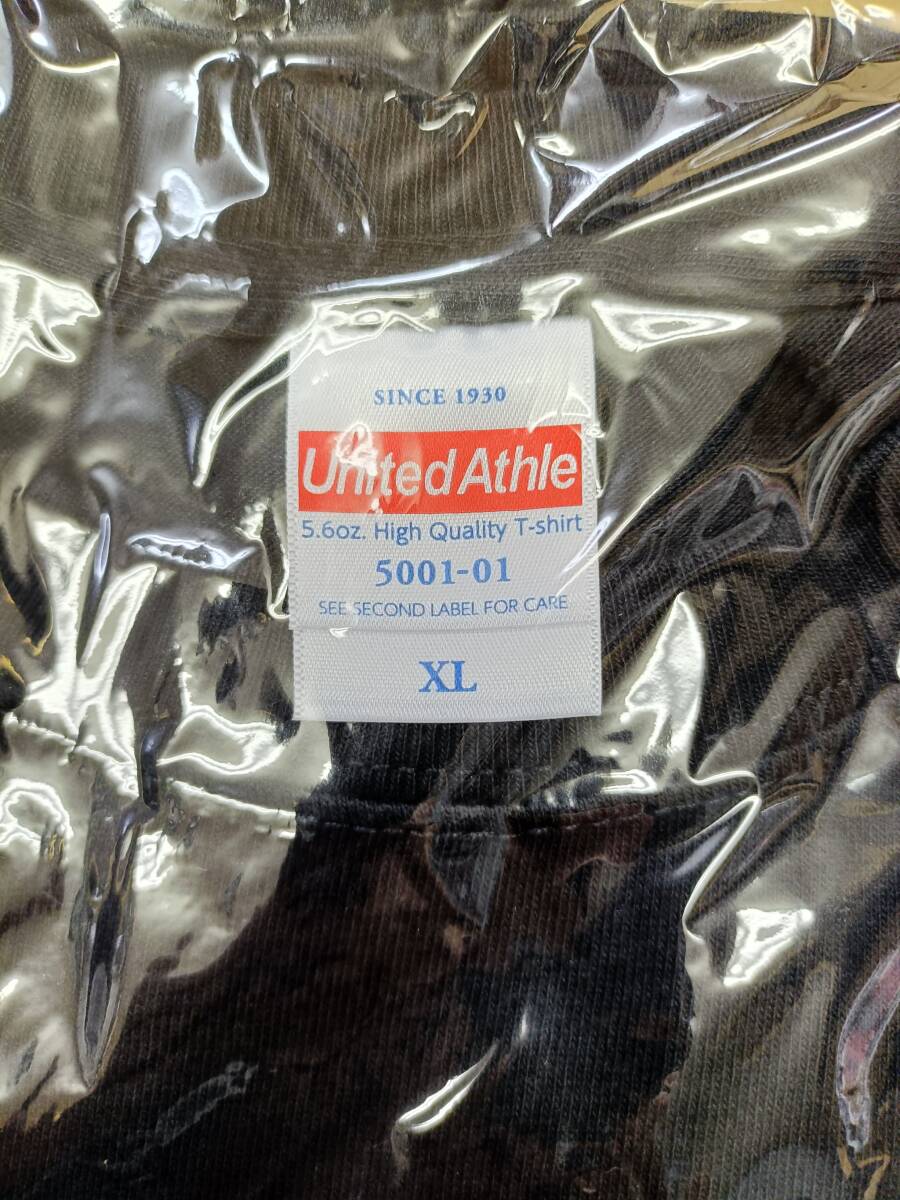 SINCE 1930
United Athle
5.6oz. High Quality T-shirt
5001-01
SEE SECOND LABEL FOR CARE
XL